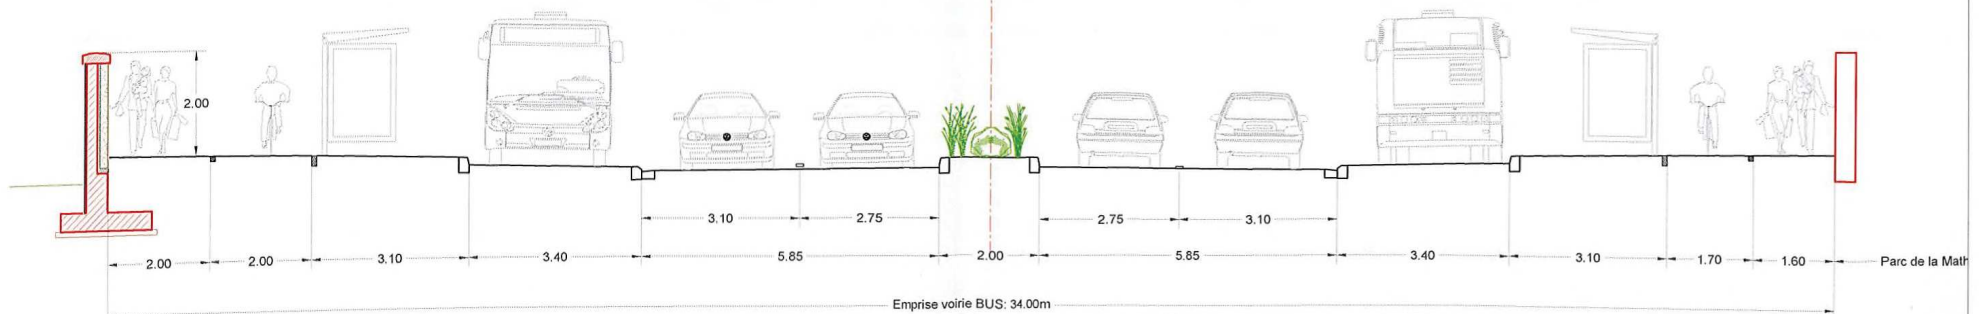 2.00
3.10 2.75 2.75 3.10
2.00 2.00 3.10 3.40 5.85 2.00 5.85 3.40 3.10 1.70 1.60 Parc de la Math
Emprise voirie BUS: 34.00m